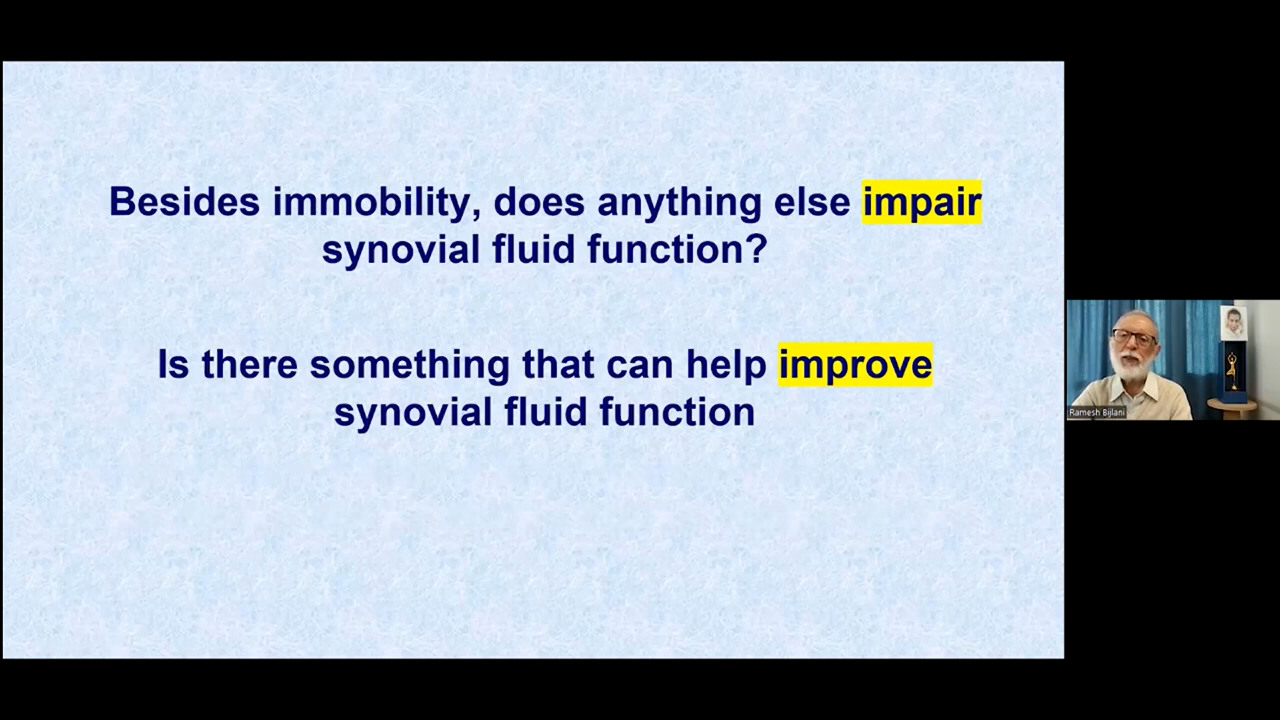 Besides immobility, does anything else impair
synovial fluid function?
Is there something that can help improve
synovial fluid function
Ramesh Bijlani